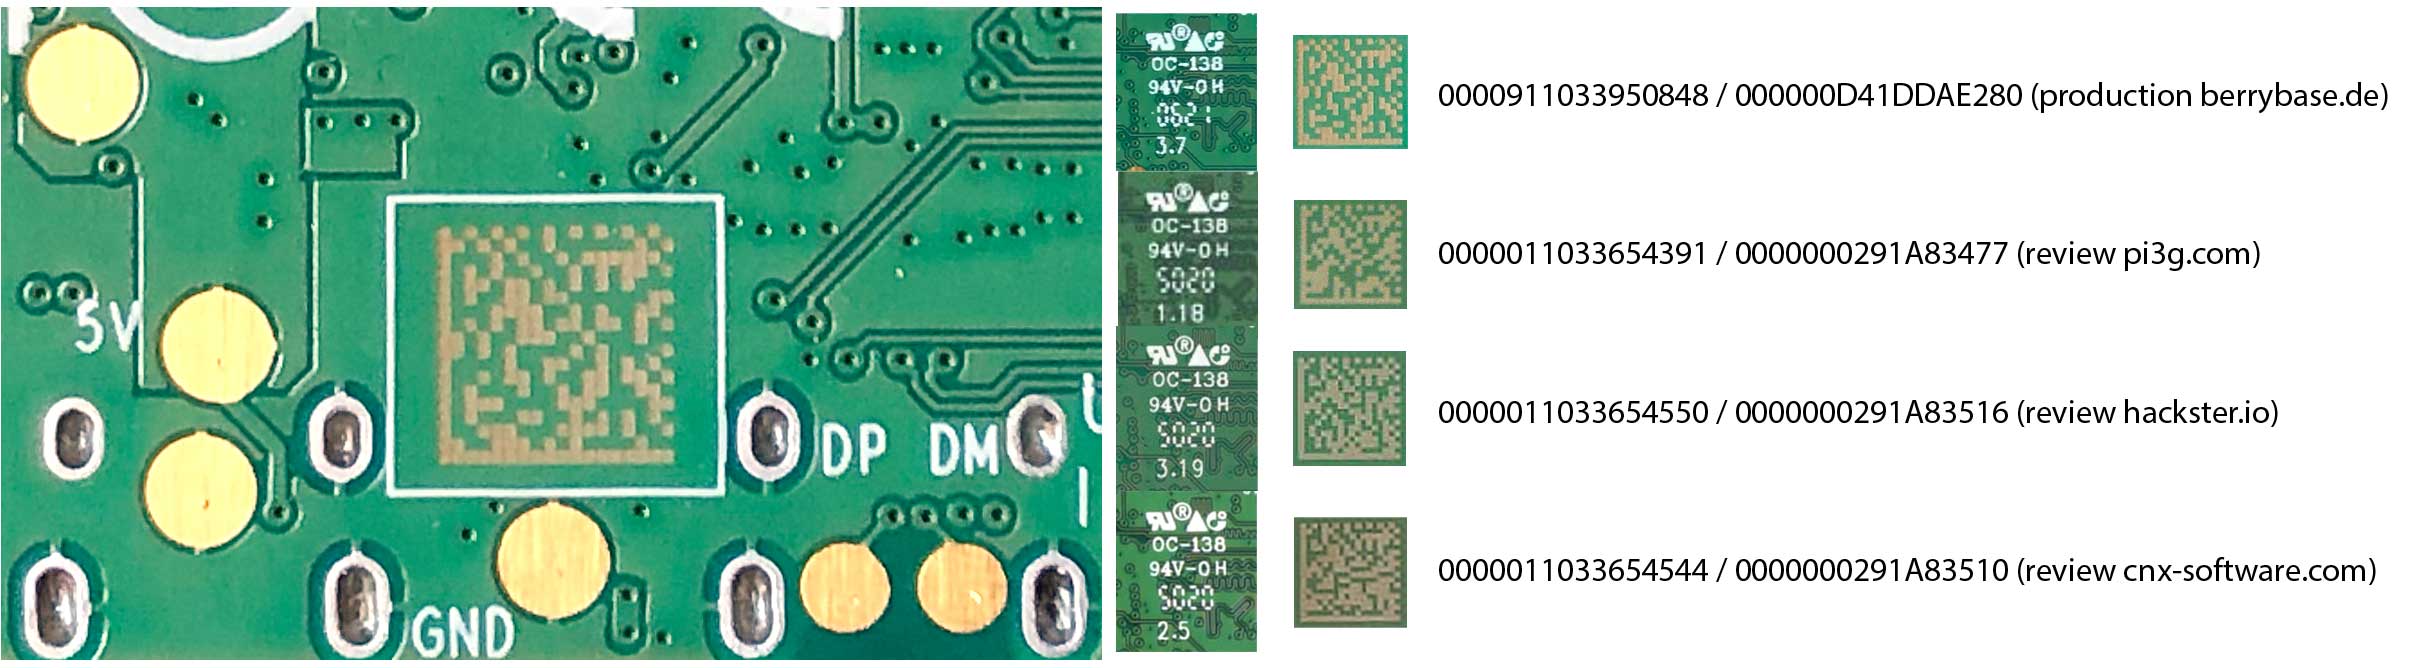 5V
DP DM
GND
OC-138
94V-0 H
0621
3.7
OC-138
94V-0 H
5020
1.18
OC-138
94V-0 H
5020
3.19
OC-138
94V-0 H
5020
2.5
0000911033950848 / 000000D41DDAE280 (production berrybase.de)
0000011033654391 / 0000000291A83477 (review pi3g.com)
0000011033654550 / 0000000291A83516 (review hackster.io)
0000011033654544 / 0000000291A83510 (review cnx-software.com)